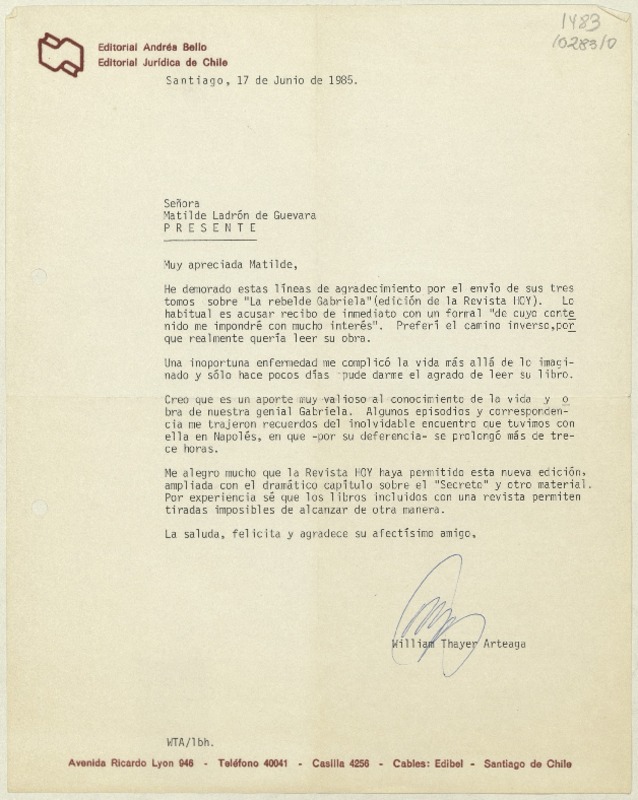 1483
10283/0
Editorial Andrés Bello
Editorial Jurídica de Chile
Santiago, 17 de Junio de 1985.
Señora
Matilde Ladrón de Guevara
P R E S E N T E
Muy apreciada Matilde,
He demorado estas líneas de agradecimiento por el envío de sus tres
tomos sobre "La rebelde Gabriela"(edición de la Revista HOY). Lo
habitual es acusar recibo de inmediato con un formal "de cuyo conte
nido me impondré con mucho interés". Preferí el camino inverso,por
que realmente quería leer su obra.
Una inoportuna enfermedad me complicó la vida más allá de lo imagi-
nado y sólo hace pocos días pude darme el agrado de leer su libro.
Creo que es un aporte muy valioso al conocimiento de la vida y o
bra de nuestra genial Gabriela. Algunos episodios y corresponden-
cia me trajeron recuerdos del inolvidable encuentro que tuvimos con
ella en Napolés, en que -por su deferencia- se prolongó más de tre-
ce horas.
Me alegro mucho que la Revista HOY haya permitido esta nueva edición,
ampliada con el dramático capítulo sobre el "Secreto" y otro material.
Por experiencia sé que los libros incluidos con una revista permiten
tiradas imposibles de alcanzar de otra manera.
La saluda, felicita y agradece su afectísimo amigo,
William Thayer Arteaga
WTA/lbh.
Avenida Ricardo Lyon 946 - Teléfono 40041 - Casilla 4256 - Cables: Edibel - Santiago de Chile